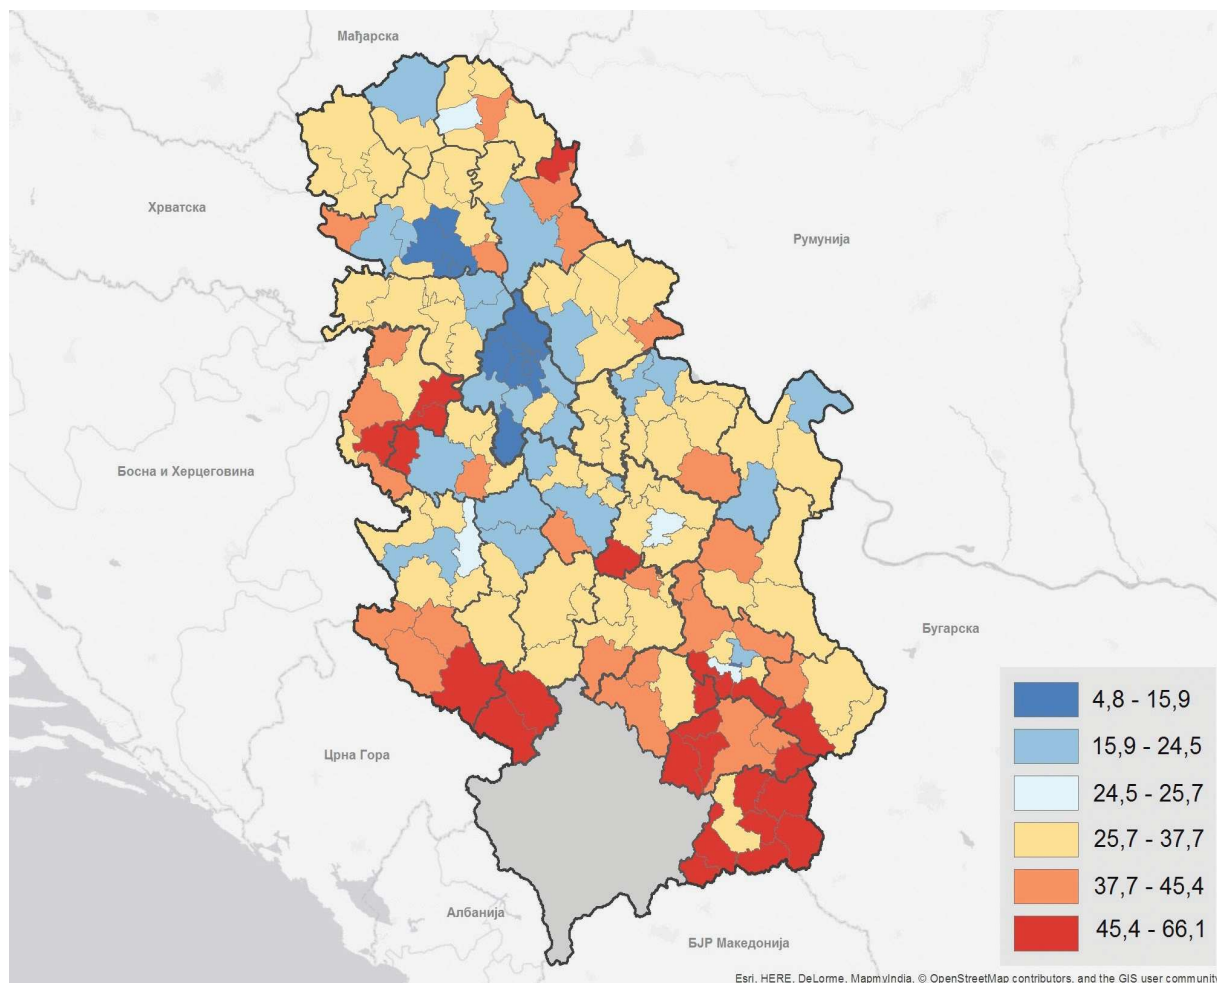 Мађарска
Хрватска
Румунија
Босна и Херцеговина
Бугарска
Црна Гора
Албанија
БЈР Македонија
4,8 - 15,9
15,9 - 24,5
24,5 - 25,7
25,7 - 37,7
37,7 - 45,4
45,4 - 66,1
Esri, HERE, DeLorme, MapmyIndia, © OpenStreetMap contributors, and the GIS user community